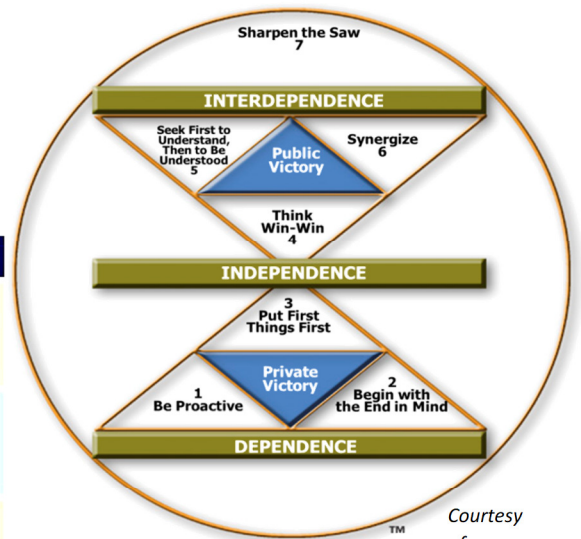 Sharpen the Saw
7
INTERDEPENDENCE
Seek First to
Understand,
Then to Be
Understood
5
Public
Victory
Synergize
6
Think
Win-Win
4
INDEPENDENCE
3
Put First
Things First
Private
Victory
1
Be Proactive
2
Begin with
the End in Mind
DEPENDENCE
TM
Courtesy